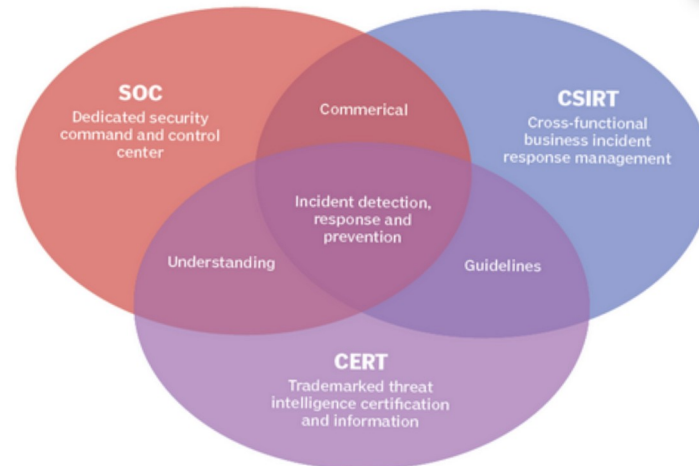 SOC
Dedicated security
command and control
center
Commerical
CSIRT
Cross-functional
business incident
response management
Incident detection,
response and
prevention
Understanding
Guidelines
CERT
Trademarked threat
intelligence certification
and information